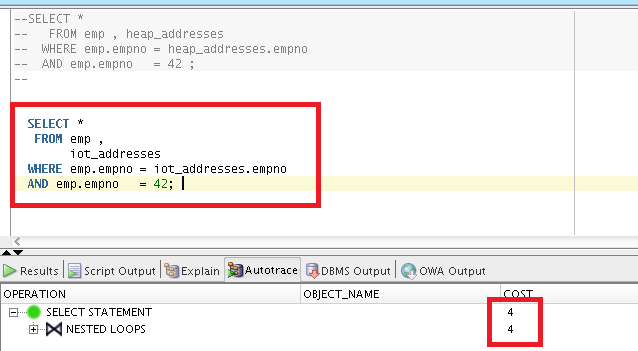 --SELECT *
-- FROM emp , heap_addresses
-- WHERE emp.empno = heap_addresses.empno
-- AND emp.empno = 42 ;
--
SELECT *
FROM emp ,
iot_addresses
WHERE emp.empno = iot_addresses.empno
AND emp.empno = 42;
Results Script Output Explain Autotrace DBMS Output OWA Output
OPERATION OBJECT_NAME COST
SELECT STATEMENT 4
NESTED LOOPS 4